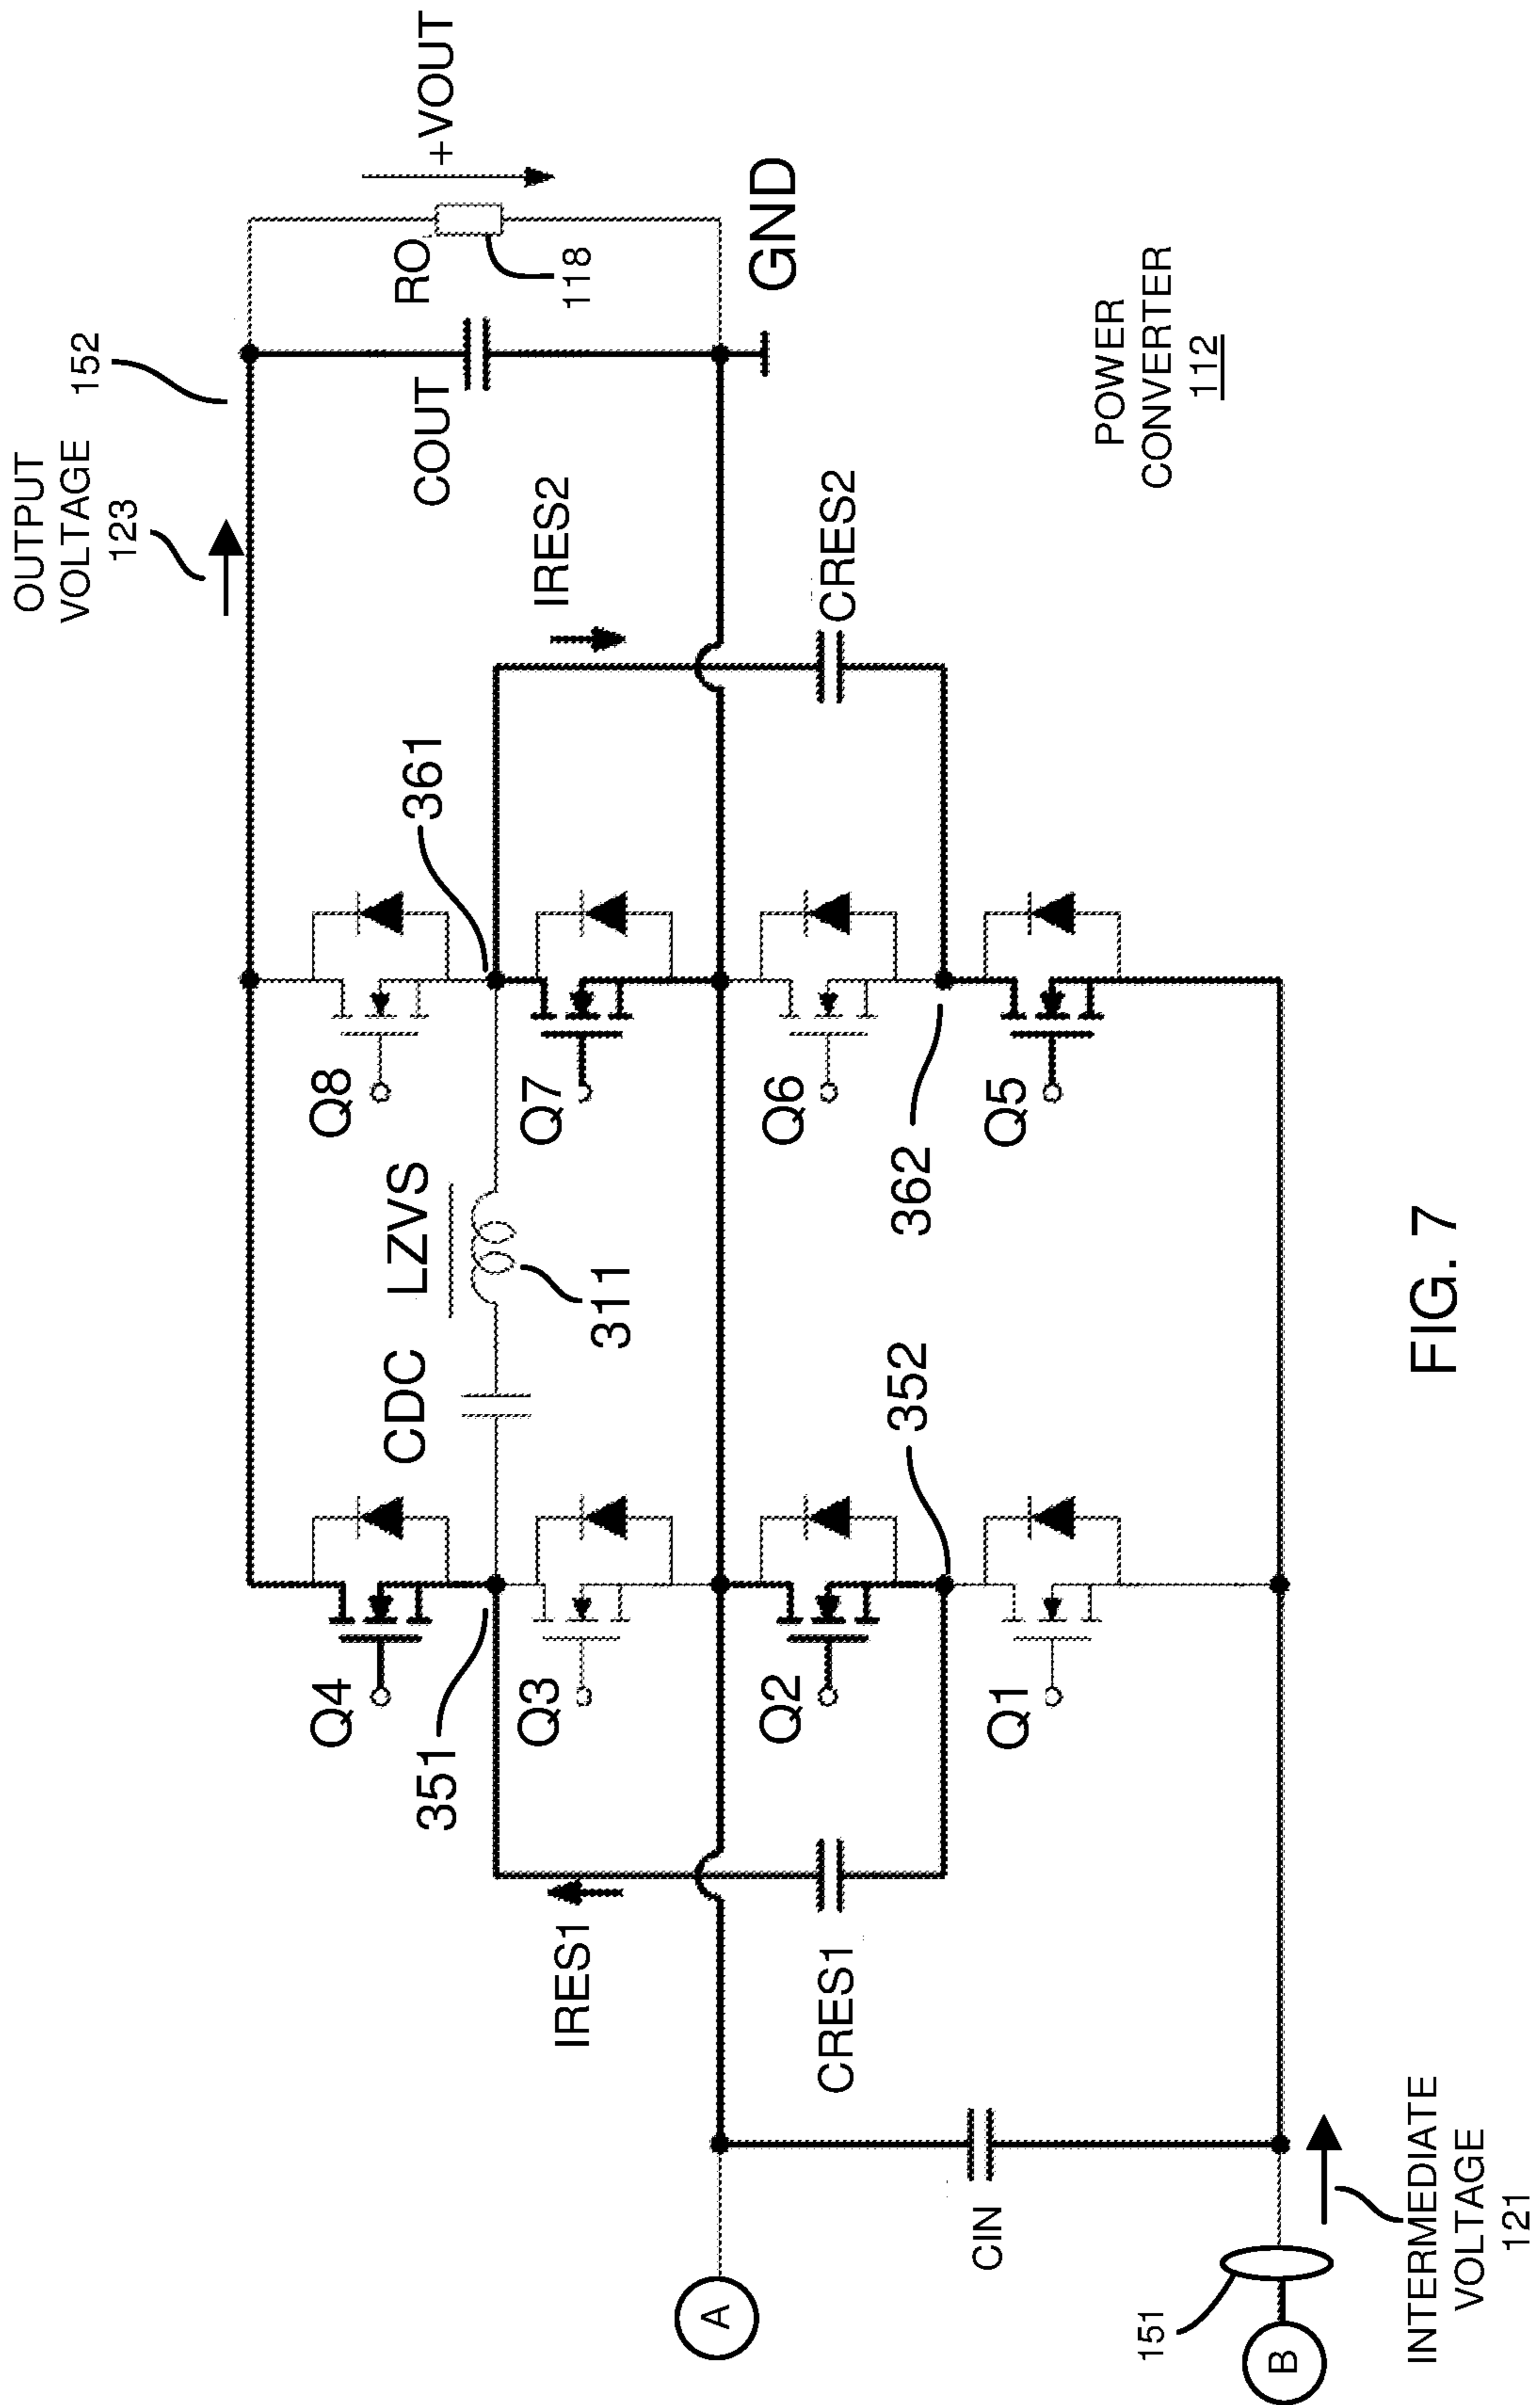 OUTPUT
VOLTAGE
123
152
+VOUT
RO
118
COUT
GND
361
IRES2
CRES2
Q8
Q7
Q6
Q5
362
LZVS
311
CDC
352
Q4
Q3
Q2
Q1
351
IRES1
CRES1
CIN
A
B
151
INTERMEDIATE
VOLTAGE
121
POWER
CONVERTER
112
FIG. 7